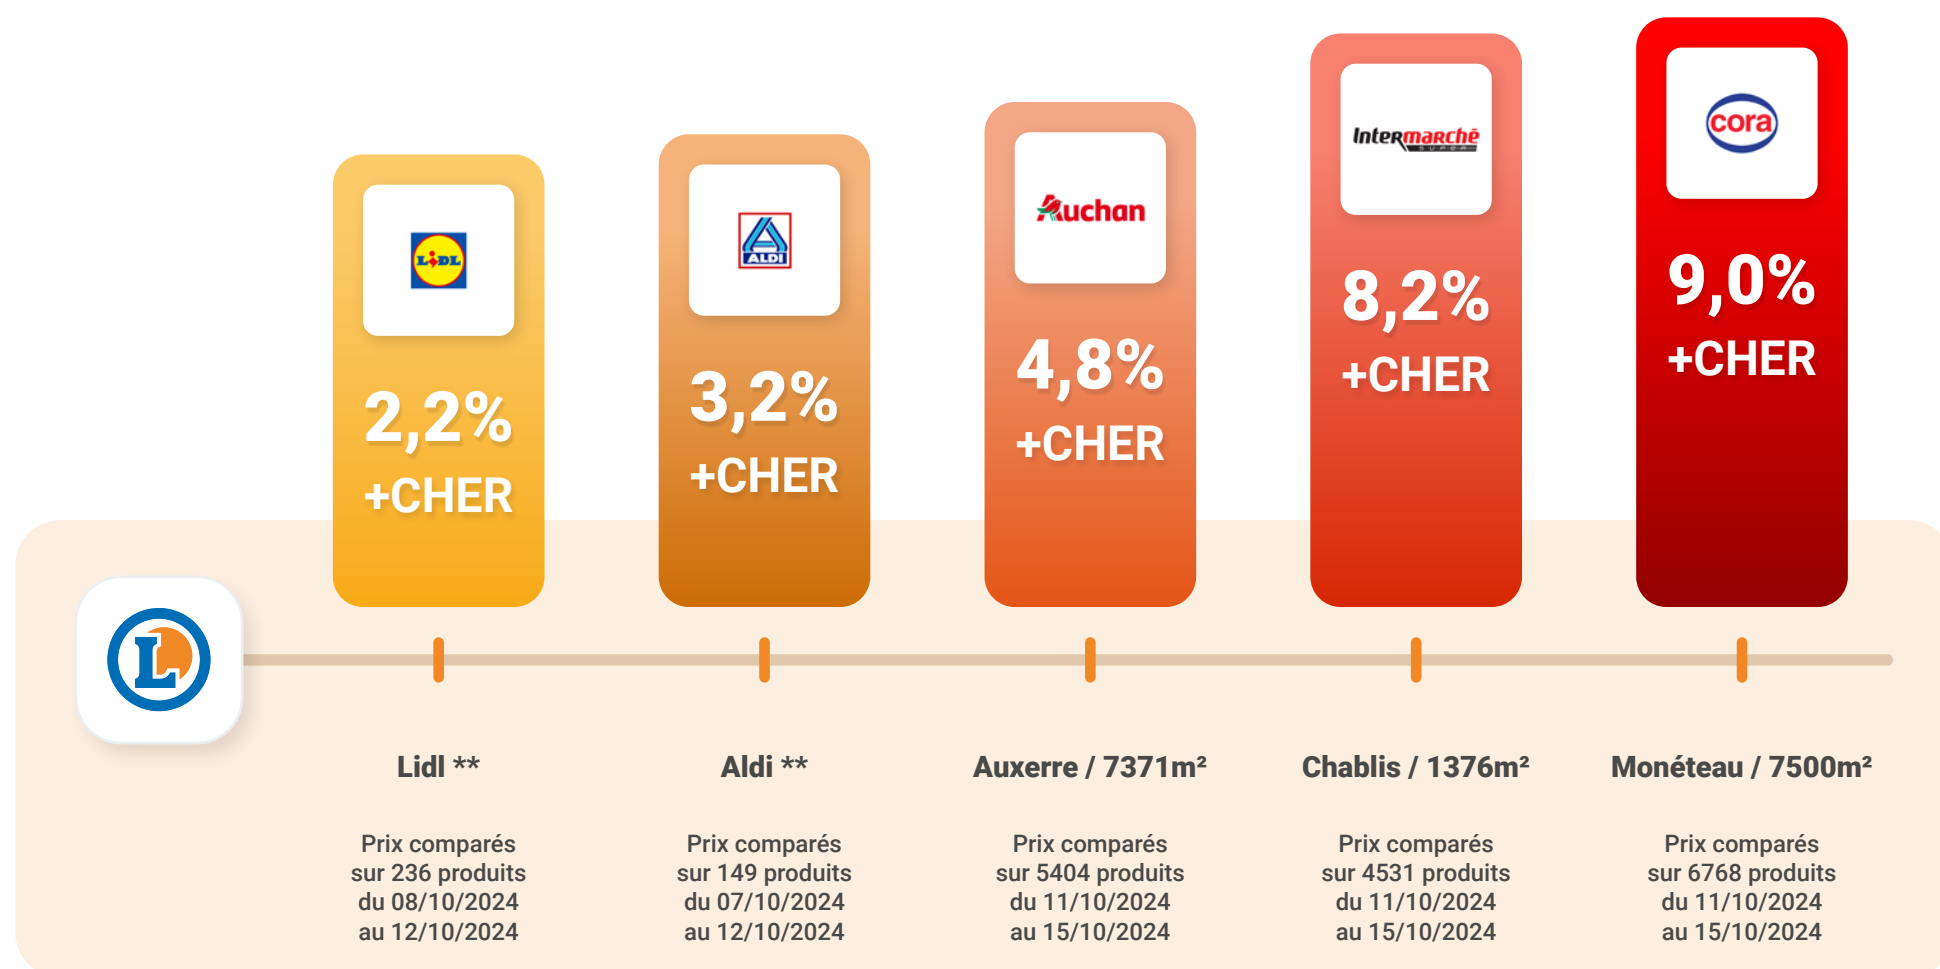 LIDL
2,2%
+CHER
ALDI
3,2%
+CHER
Auchan
4,8%
+CHER
Intermarché
SUPER
8,2%
+CHER
cora
9,0%
+CHER
L
Lidl **
Prix comparés
sur 236 produits
du 08/10/2024
au 12/10/2024
Aldi **
Prix comparés
sur 149 produits
du 07/10/2024
au 12/10/2024
Auxerre / 7371m²
Prix comparés
sur 5404 produits
du 11/10/2024
au 15/10/2024
Chablis / 1376m²
Prix comparés
sur 4531 produits
du 11/10/2024
au 15/10/2024
Monéteau / 7500m²
Prix comparés
sur 6768 produits
du 11/10/2024
au 15/10/2024